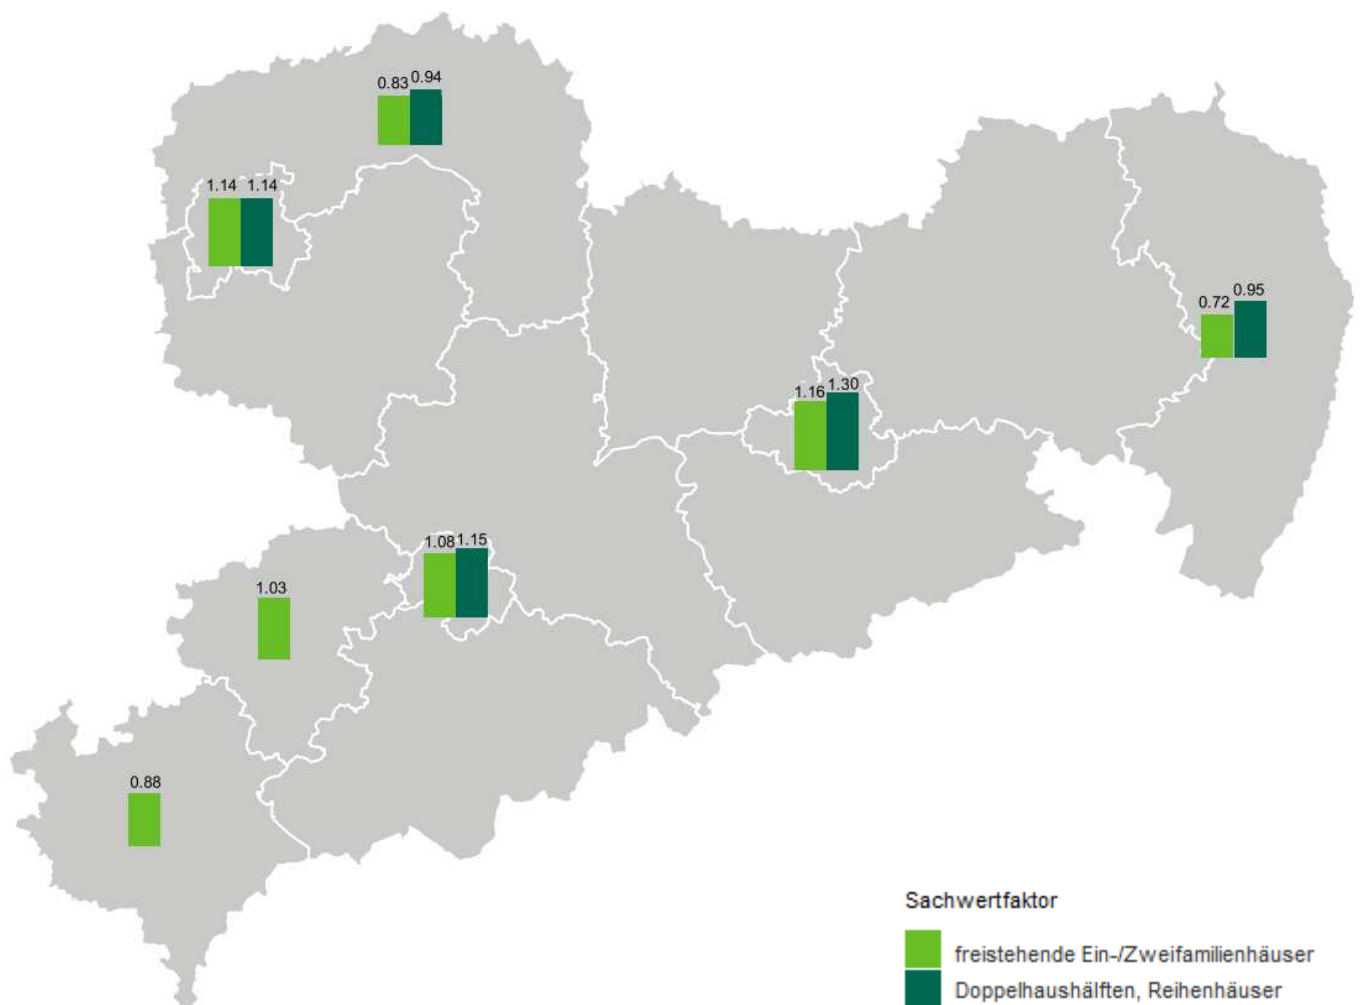 0.83 0.94
1.14 1.14
0.72 0.95
1.16 1.30
1.08 1.15
1.03
0.88
Sachwertfaktor
freistehende Ein-/Zweifamilienhäuser
Doppelhaushälften, Reihenhäuser